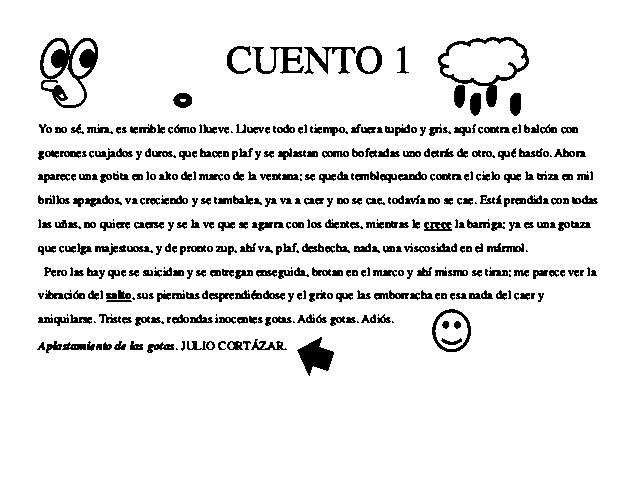 CUENTO 1
Yo no sé, mira, es terrible cómo llueve. Llueve todo el tiempo, afuera tupido y gris, aquí contra el balcón con
goterones cuajados y duros, que hacen plaf y se aplastan como bofetadas uno detrás de otro, qué hastío. Ahora
aparece una gotita en lo alto del marco de la ventana; se queda temblequeando contra el cielo que la triza en mil
brillos apagados, va creciendo y se tambalea, ya va a caer y no se cae, todavía no se cae. Está prendida con todas
las uñas, no quiere caerse y se la ve que se agarra con los dientes, mientras le crece la barriga; ya es una gotaza
que cuelga majestuosa, y de pronto zup, ahí va, plaf, deshecha, nada, una viscosidad en el mármol.
Pero las hay que se suicidan y se entregan enseguida, brotan en el marco y ahí mismo se tiran; me parece ver la
vibración del salto, sus piernitas desprendiéndose y el grito que las emborracha en esa nada del caer y
aniquilarse. Tristes gotas, redondas inocentes gotas. Adiós gotas. Adiós.
Aplastamiento de las gotas. JULIO CORTÁZAR.